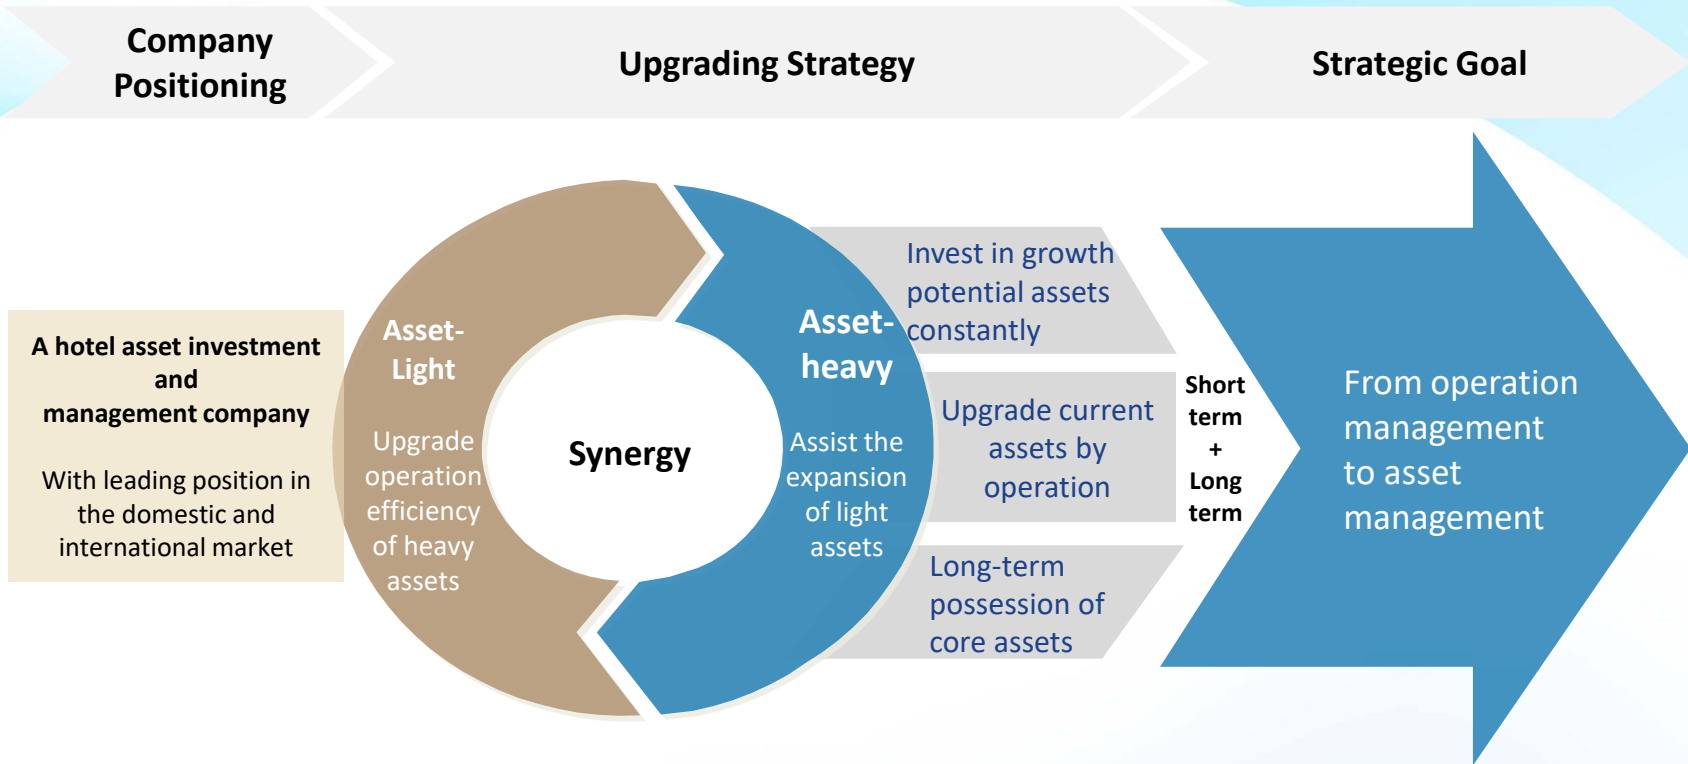 Company
Positioning
Upgrading Strategy
Strategic Goal
A hotel asset investment
and
management company
With leading position in
the domestic and
international market
Asset-
Light
Upgrade
operation
efficiency
of heavy
assets
Synergy
Asset-
heavy
Assist the
expansion
of light
assets
Invest in growth
potential assets
constantly
Upgrade current
assets by
operation
Long-term
possession of
core assets
Short
term
+
Long
term
From operation
management
to asset
management